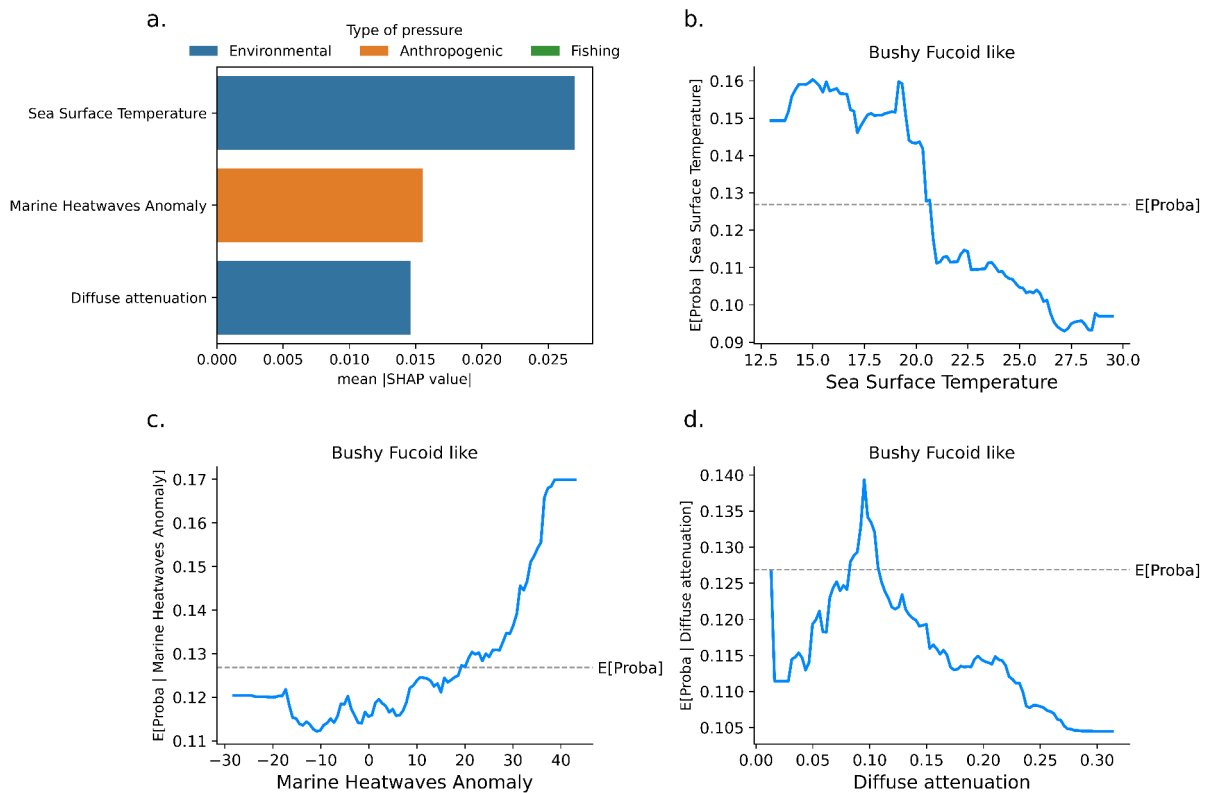 a.
Type of pressure
Environmental Anthropogenic Fishing
Sea Surface Temperature
Marine Heatwaves Anomaly
Diffuse attenuation
0.000 0.005 0.010 0.015 0.020 0.025
mean |SHAP value|
b.
Bushy Fucoid like
E[Proba | Sea Surface Temperature]
0.16
0.15
0.14
0.13
0.12
0.11
0.10
0.09
E[Proba]
12.5 15.0 17.5 20.0 22.5 25.0 27.5 30.0
Sea Surface Temperature
c.
Bushy Fucoid like
E[Proba | Marine Heatwaves Anomaly]
0.17
0.16
0.15
0.14
0.13
0.12
0.11
E[Proba]
−30 −20 −10 0 10 20 30 40
Marine Heatwaves Anomaly
d.
Bushy Fucoid like
E[Proba | Diffuse attenuation]
0.140
0.135
0.130
0.125
0.120
0.115
0.110
0.105
E[Proba]
0.00 0.05 0.10 0.15 0.20 0.25 0.30
Diffuse attenuation